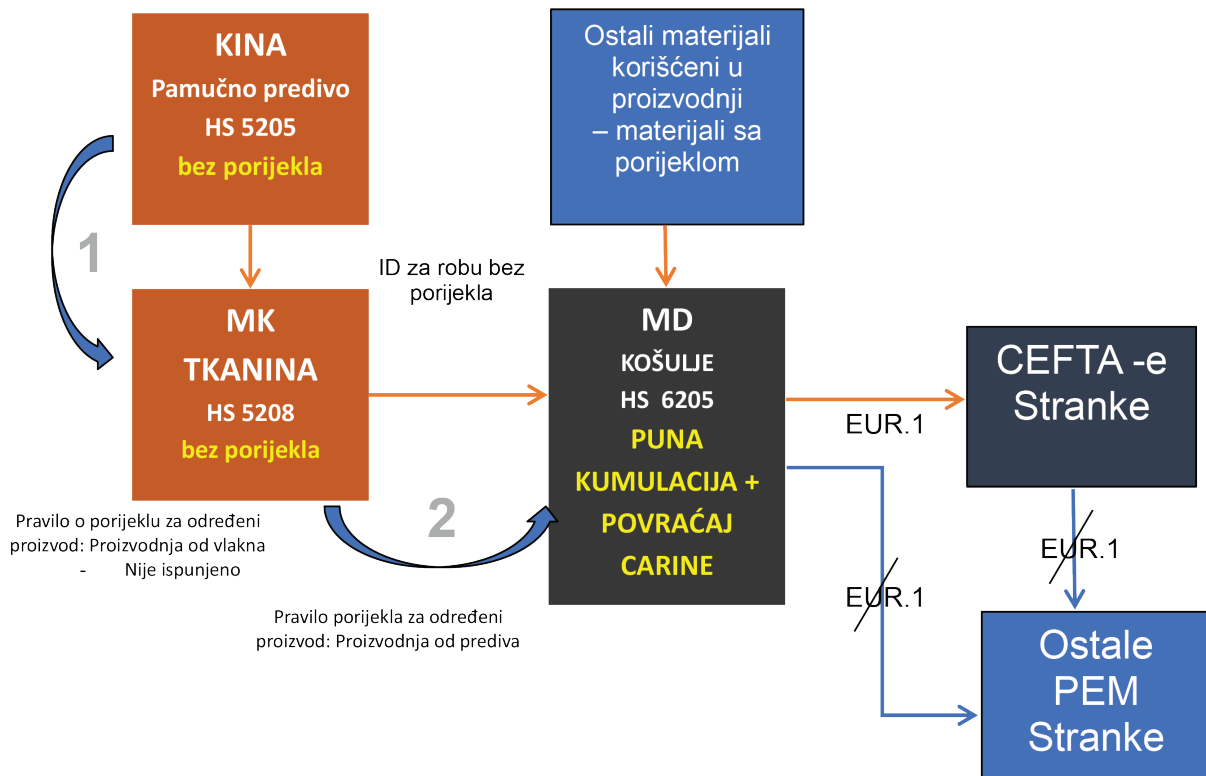 KINA
Pamučno predivo
HS 5205
bez porijekla
Ostali materijali
korišćeni u
proizvodnji
– materijali sa
porijeklom
1
ID za robu bez
porijekla
MK
TKANINA
HS 5208
bez porijekla
MD
KOŠULJE
HS 6205
PUNA
KUMULACIJA +
POVRAĆAJ
CARINE
CEFTA -e
Stranke
EUR.1
2
Pravilo o porijeklu za određeni
proizvod: Proizvodnja od vlakna
- Nije ispunjeno
Pravilo porijekla za određeni
proizvod: Proizvodnja od prediva
EUR.1
EUR.1
Ostale
PEM
Stranke